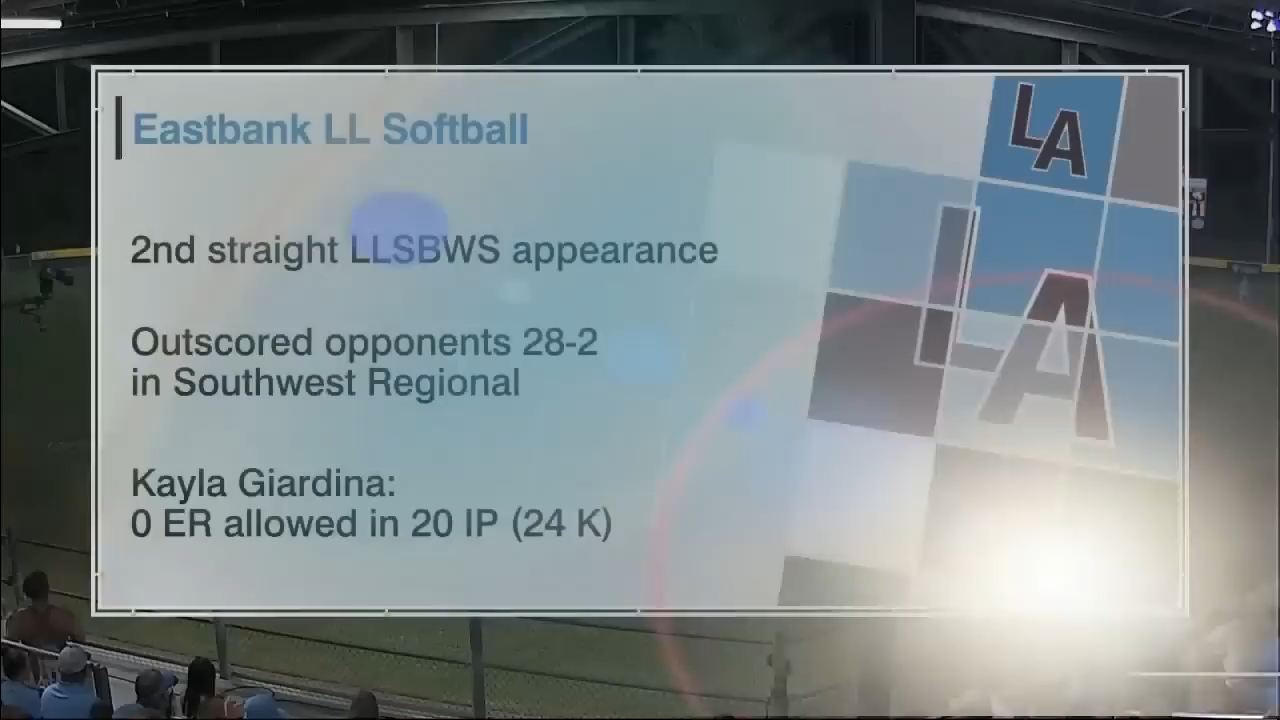 Eastbank LL Softball
LA
2nd straight LLSBWS appearance
LA
Outscored opponents 28-2
in Southwest Regional
Kayla Giardina:
0 ER allowed in 20 IP (24 K)